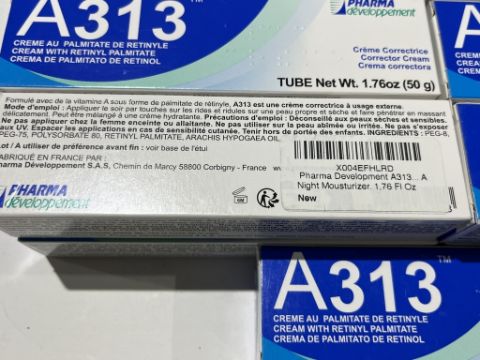 A313
CREME AU PALMITATE DE RETINYLE
CREAM WITH RETINYL PALMITATE
CREMA DE PALMITATO DE RETINOL
PHARMA
développement
Crème Correctrice
Corrector Cream
Crema correctora
TUBE Net Wt. 1.76oz (50 g)
Formulé avec de la vitamine A sous forme de palmitate de rétinyle, A313 est une crème correctrice à usage externe.
Mode d'emploi : Appliquer le soir par touches sur les rides et ridules sur une peau propre et sèche et faire pénétrer en massant
délicatement. Peut être mélangé à une crème hydratante. Précautions d'emploi : Déconseillé aux peaux sèches et sensibles.
Ne pas appliquer chez la femme enceinte ou allaitante. Ne pas utiliser sur la peau abîmée ou irritée. Ne pas s'exposer
aux UV. Espacer les applications en cas de sensibilité cutanée. Tenir hors de portée des enfants. INGREDIENTS: PEG-8,
PEG-75, POLYSORBATE 80, RETINYL PALMITATE, ARACHIS HYPOGAEA OIL.
Lot / A utiliser de préférence avant fin : voir base de l'étui
FABRIQUÉ EN FRANCE PAR :
Pharma Développement S.A.S, Chemin de Marcy 58800 Corbigny - France
6M
X004EFHLRD
Pharma Development A313... A
Night Mousturizer. 1.76 Fl Oz
New
PHARMA
développement
A313™
CREME AU PALMITATE DE RETINYLE
CREAM WITH RETINYL PALMITATE
CREMA DE PALMITATO DE RETINOL